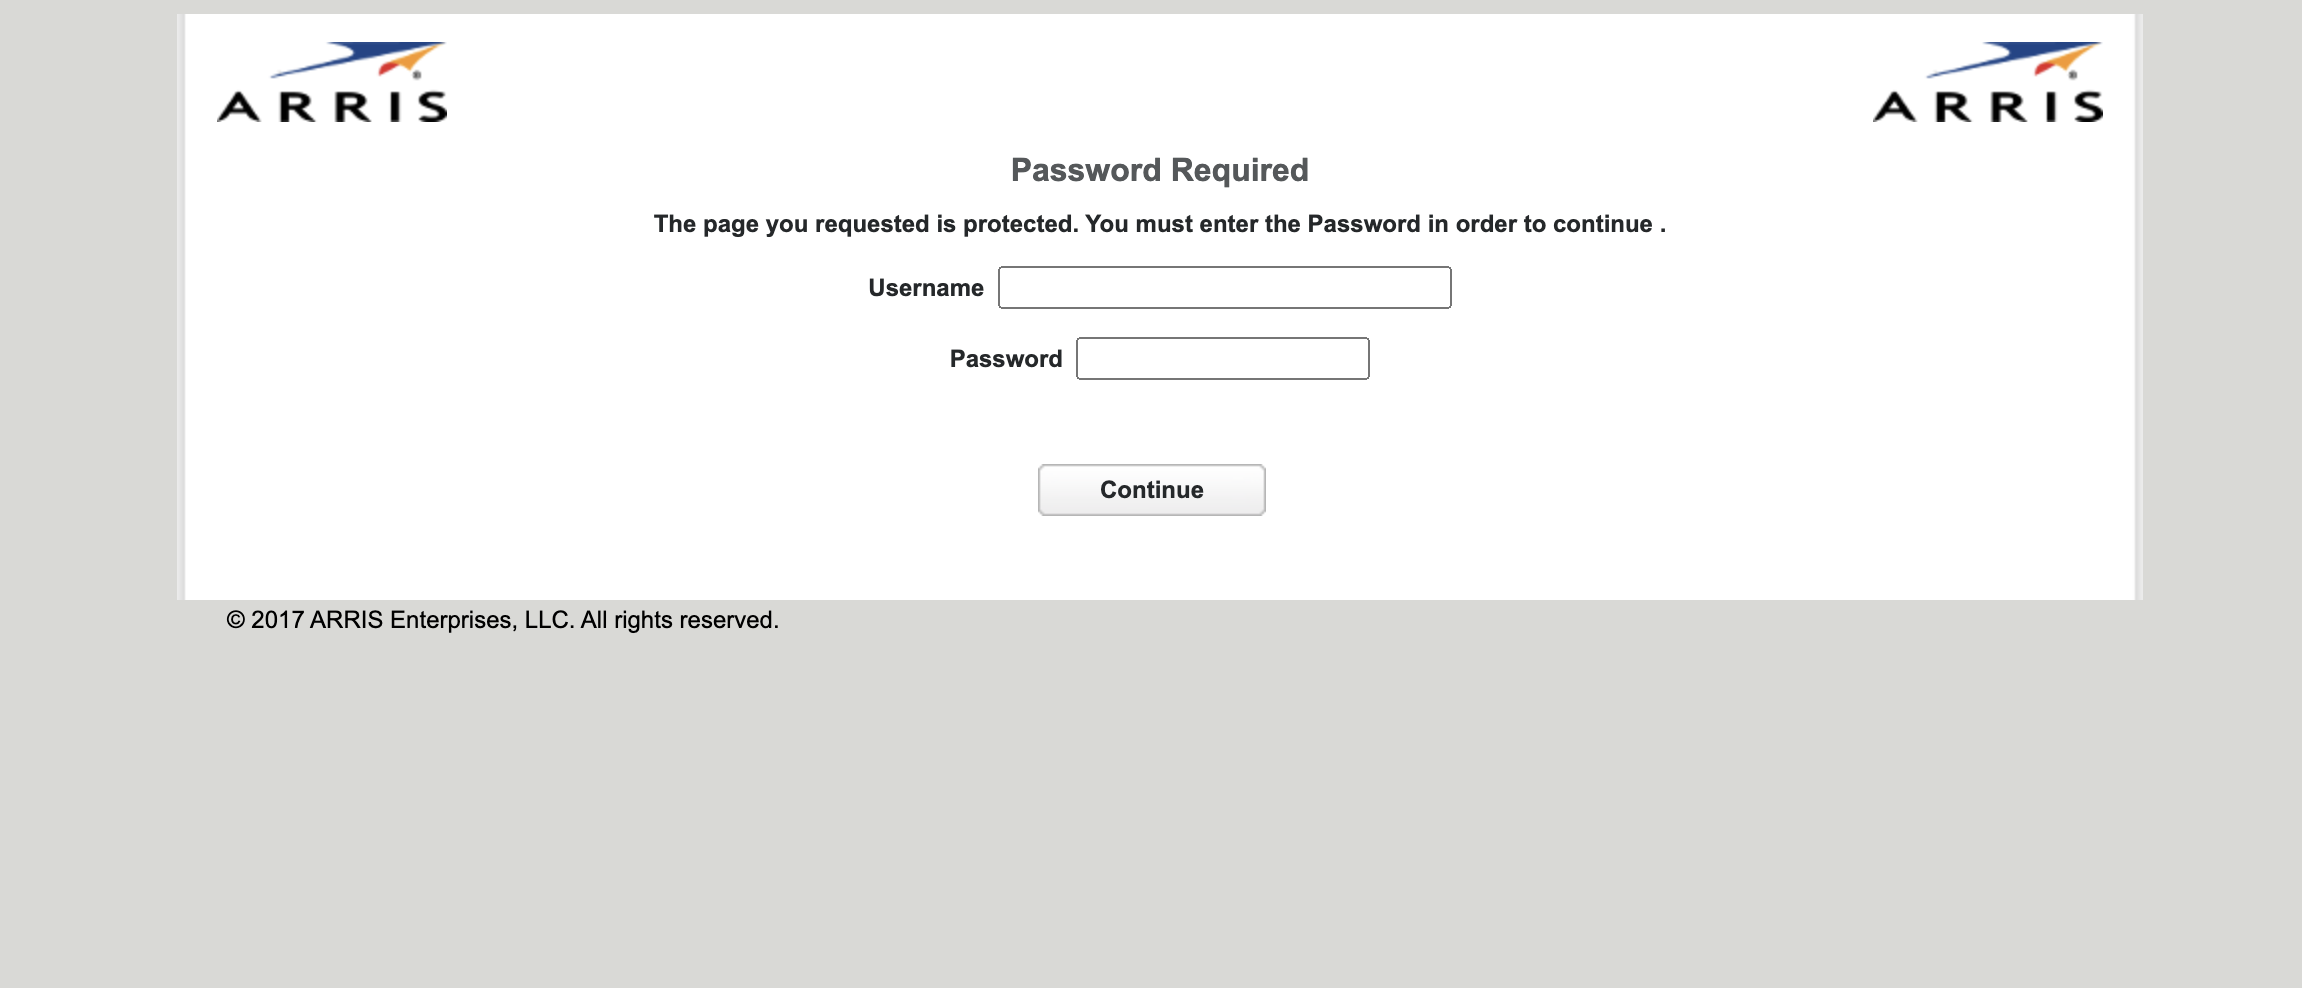 ARRIS ARRIS
Password Required
The page you requested is protected. You must enter the Password in order to continue .
Username
Password
Continue
© 2017 ARRIS Enterprises, LLC. All rights reserved.